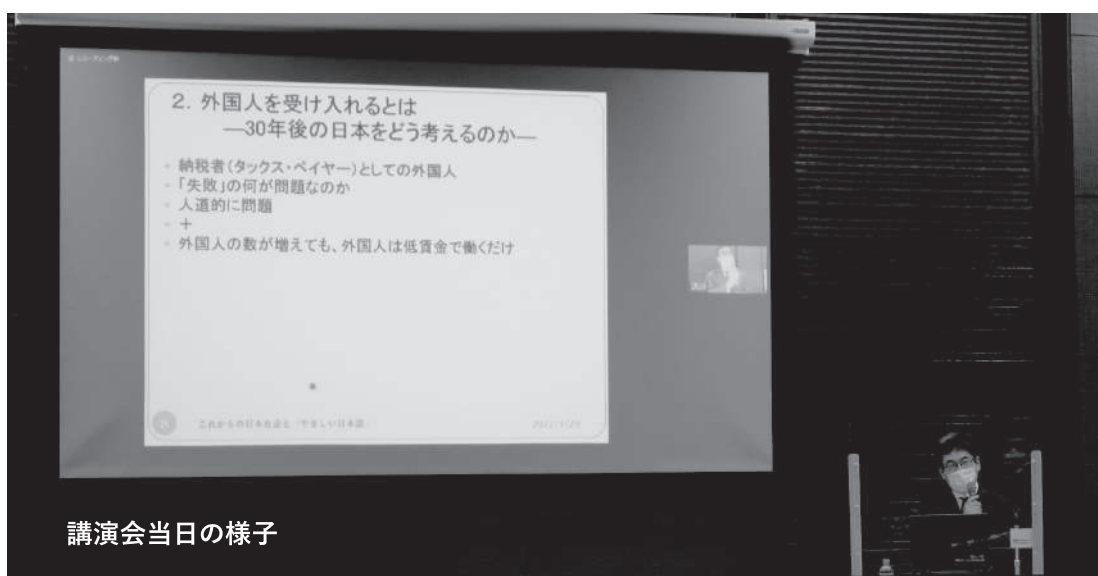 2. 外国人を受け入れるとは
―30年後の日本をどう考えるのか―
納税者(タックス・ペイヤー)としての外国人
「失敗」の何が問題なのか
人道的に問題
+
外国人の数が増えても、外国人は低賃金で働くだけ
これからの日本社会と「やさしい日本語」
講演会当日の様子